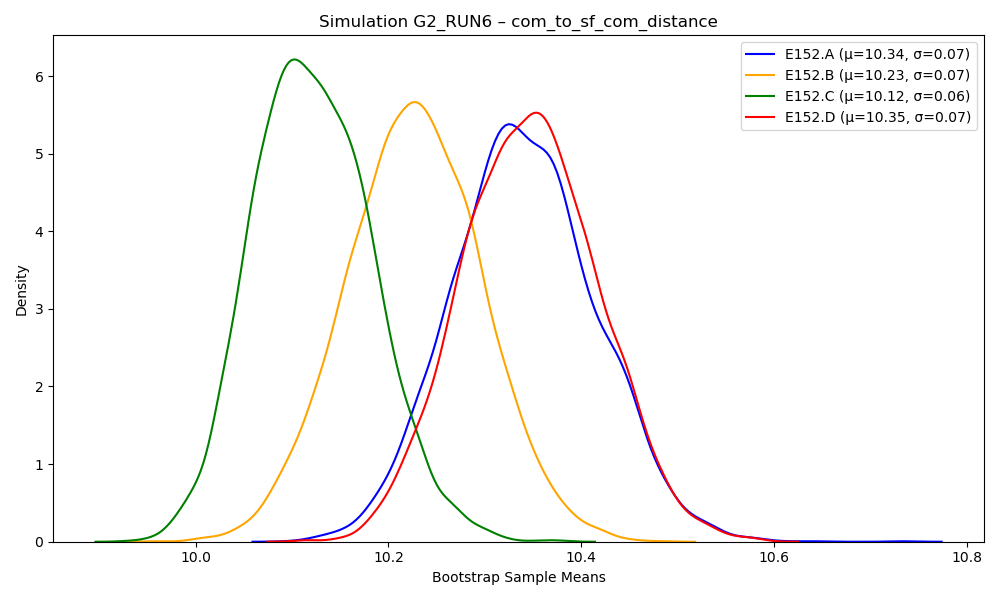 Simulation G2_RUN6 – com_to_sf_com_distance
E152.A (μ=10.34, σ=0.07)
E152.B (μ=10.23, σ=0.07)
E152.C (μ=10.12, σ=0.06)
E152.D (μ=10.35, σ=0.07)
6
5
4
3
2
1
0
Density
10.0 10.2 10.4 10.6 10.8
Bootstrap Sample Means